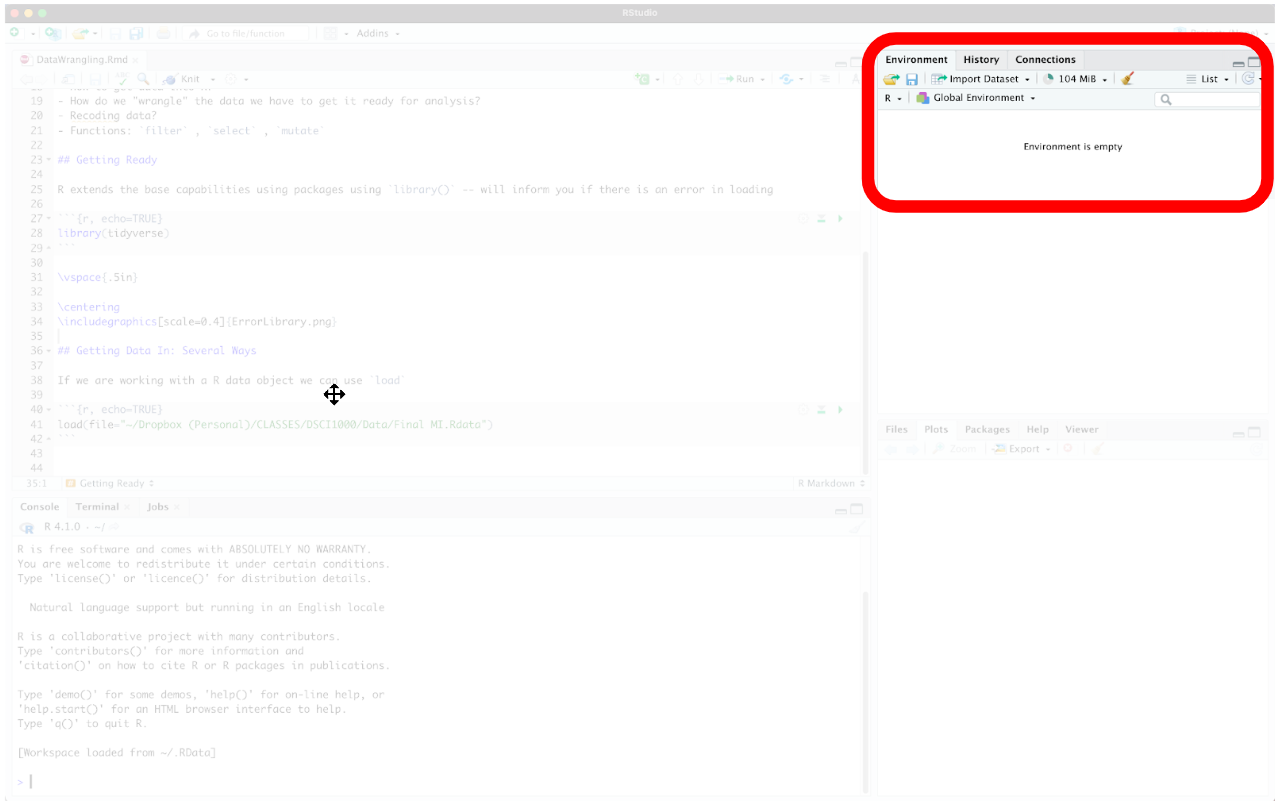 RStudio
Go to file/function
Addins
DataWrangling.Rmd
Knit
Run
19 - How do we "wrangle" the data we have to get it ready for analysis?
20 - Recoding data?
21 - Functions: `filter` , `select` , `mutate`
22
23 ## Getting Ready
24
25 R extends the base capabilities using packages using `library()` -- will inform you if there is an error in loading
26
27 ```{r, echo=TRUE}
28 library(tidyverse)
29 ```
30
31 \vspace{.5in}
32
33 \centering
34 \includegraphics[scale=0.4]{ErrorLibrary.png}
35
36 ## Getting Data In: Several Ways
37
38 If we are working with a R data object we can use `load`
39
40 ```{r, echo=TRUE}
41 load(file="~/Dropbox (Personal)/CLASSES/DSCI1000/Data/Final MI.Rdata")
42 ```
43
44
35:1 Getting Ready R Markdown
Console Terminal Jobs
R 4.1.0 · ~/
R is free software and comes with ABSOLUTELY NO WARRANTY.
You are welcome to redistribute it under certain conditions.
Type 'license()' or 'licence()' for distribution details.
Natural language support but running in an English locale
R is a collaborative project with many contributors.
Type 'contributors()' for more information and
'citation()' on how to cite R or R packages in publications.
Type 'demo()' for some demos, 'help()' for on-line help, or
'help.start()' for an HTML browser interface to help.
Type 'q()' to quit R.
[Workspace loaded from ~/.RData]
>
Environment History Connections
Import Dataset 104 MiB List
R Global Environment
Environment is empty
Files Plots Packages Help Viewer
Zoom Export